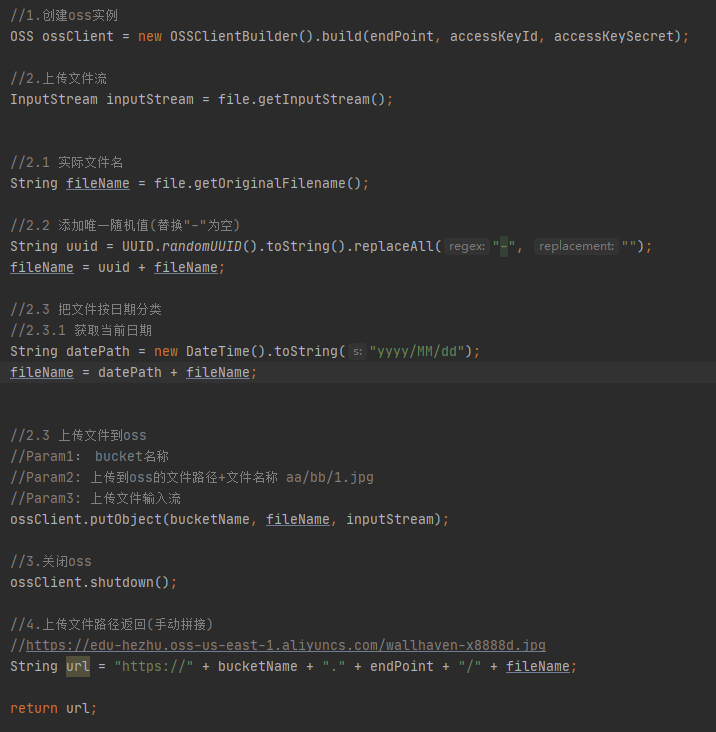 //1.创建oss实例
OSS ossClient = new OSSClientBuilder().build(endPoint, accessKeyId, accessKeySecret);
//2.上传文件流
InputStream inputStream = file.getInputStream();
//2.1 实际文件名
String fileName = file.getOriginalFilename();
//2.2 添加唯一随机值(替换"-"为空)
String uuid = UUID.randomUUID().toString().replaceAll( regex: "-", replacement: "");
fileName = uuid + fileName;
//2.3 把文件按日期分类
//2.3.1 获取当前日期
String datePath = new DateTime().toString( s: "yyyy/MM/dd");
fileName = datePath + fileName;
//2.3 上传文件到oss
//Param1： bucket名称
//Param2: 上传到oss的文件路径+文件名称 aa/bb/1.jpg
//Param3: 上传文件输入流
ossClient.putObject(bucketName, fileName, inputStream);
//3.关闭oss
ossClient.shutdown();
//4.上传文件路径返回(手动拼接)
//https://edu-hezhu.oss-us-east-1.aliyuncs.com/wallhaven-x8888d.jpg
String url = "https://" + bucketName + "." + endPoint + "/" + fileName;
return url;